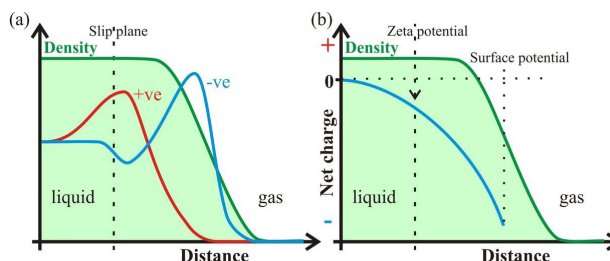 (a)
Slip plane
Density
+ve
-ve
liquid
gas
Distance
(b)
Zeta potential
+
Density
Surface potential
0
Net charge
liquid
gas
-
Distance